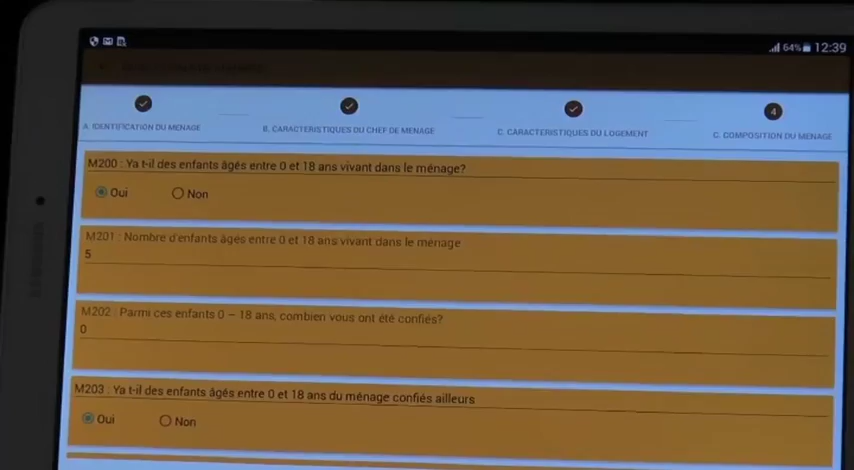 64% 12:39
4
A. IDENTIFICATION DU MENAGE B. CARACTERISTIQUES DU CHEF DE MENAGE C. CARACTERISTIQUES DU LOGEMENT C. COMPOSITION DU MENAGE
M200 : Ya t-il des enfants âgés entre 0 et 18 ans vivant dans le ménage?
Oui Non
M201 : Nombre d'enfants âgés entre 0 et 18 ans vivant dans le ménage
5
M202 : Parmi ces enfants 0 – 18 ans, combien vous ont été confiés?
0
M203 : Ya t-il des enfants âgés entre 0 et 18 ans du ménage confiés ailleurs
Oui Non